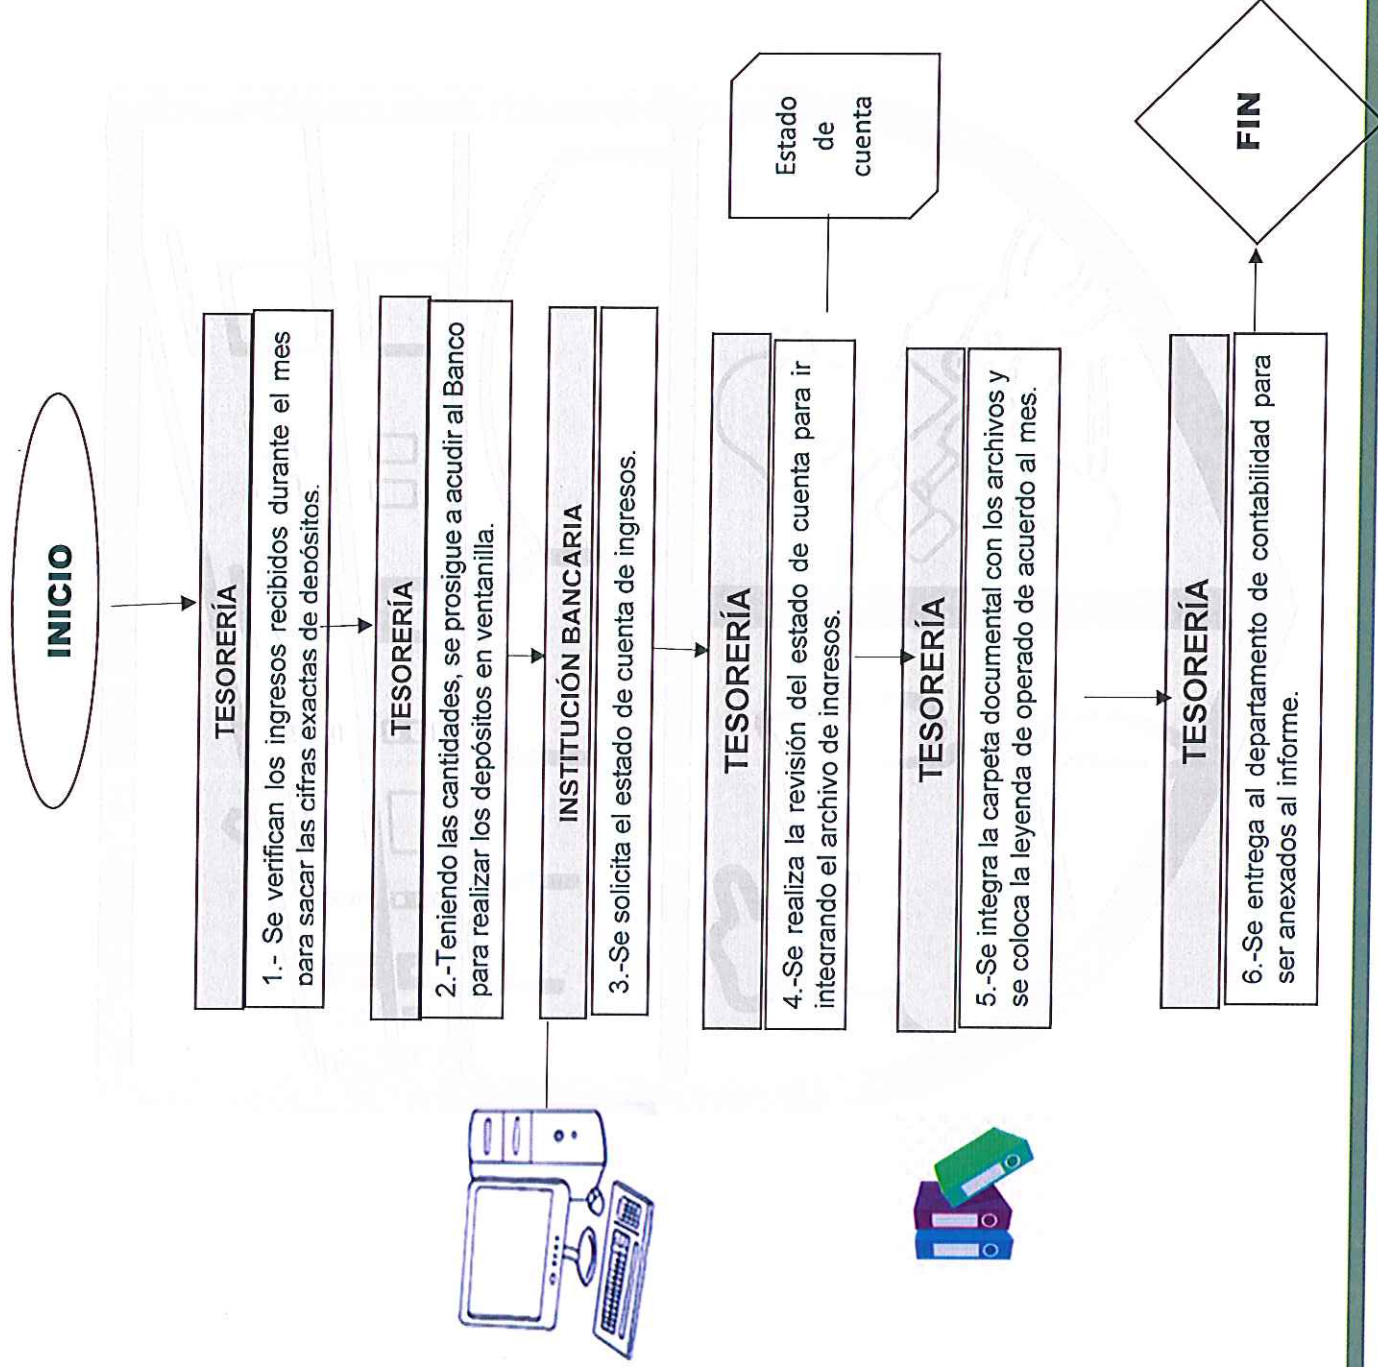 INICIO
TESORERÍA
1.- Se verifican los ingresos recibidos durante el mes
para sacar las cifras exactas de depósitos.
TESORERÍA
2.-Teniendo las cantidades, se prosigue a acudir al Banco
para realizar los depósitos en ventanilla.
INSTITUCIÓN BANCARIA
3.-Se solicita el estado de cuenta de ingresos.
TESORERÍA
4.-Se realiza la revisión del estado de cuenta para ir
integrando el archivo de ingresos.
Estado
de
cuenta
TESORERÍA
5.-Se integra la carpeta documental con los archivos y
se coloca la leyenda de operado de acuerdo al mes.
TESORERÍA
6.-Se entrega al departamento de contabilidad para
ser anexados al informe.
FIN